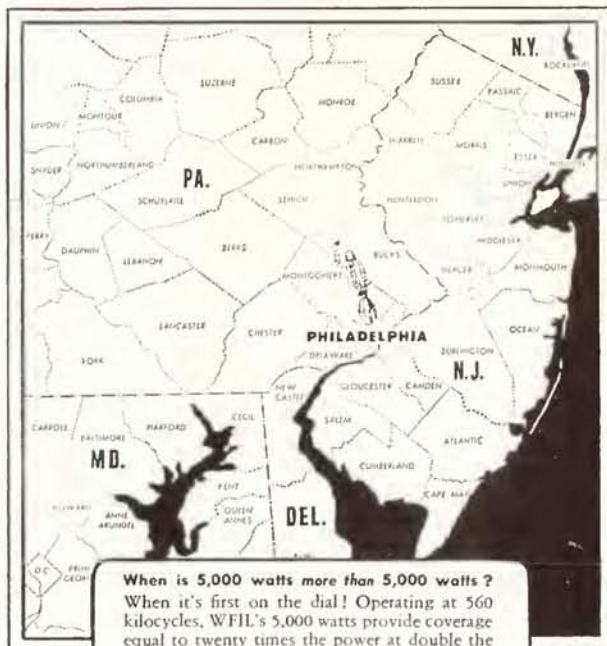 N.Y.
ROCKLAND
SUSSEX
PASSAIC
BERGEN
LUZERNE
COLUMBIA
MONTOUR
MONROE
UNION
CARBON
WARREN
MORRIS
ESSEX
SNYDER
NORTHUMBERLAND
NORTHAMPTON
UNION
PA.
SCHUYLKILL
LEHIGH
HUNTERDON
SOMERSET
PERRY
DAUPHIN
LEBANON
BERKS
MIDDLESEX
MONTGOMERY
BUCKS
MERCER
MONMOUTH
LANCASTER
CHESTER
PHILADELPHIA
OCEAN
YORK
DELAWARE
BURLINGTON
N.J.
NEW
CASTLE
GLOUCESTER
CAMDEN
CARROLL
BALTIMORE
HARFORD
CECIL
SALEM
ATLANTIC
MD.
CUMBERLAND
KENT
CAPE MAY
HOWARD
ANNE
ARUNDEL
QUEEN
ANNES
DEL.
D.C.
When is 5,000 watts more than 5,000 watts?
When it's first on the dial! Operating at 560
kilocycles, WFIL's 5,000 watts provide coverage
equal to twenty times the power at double the